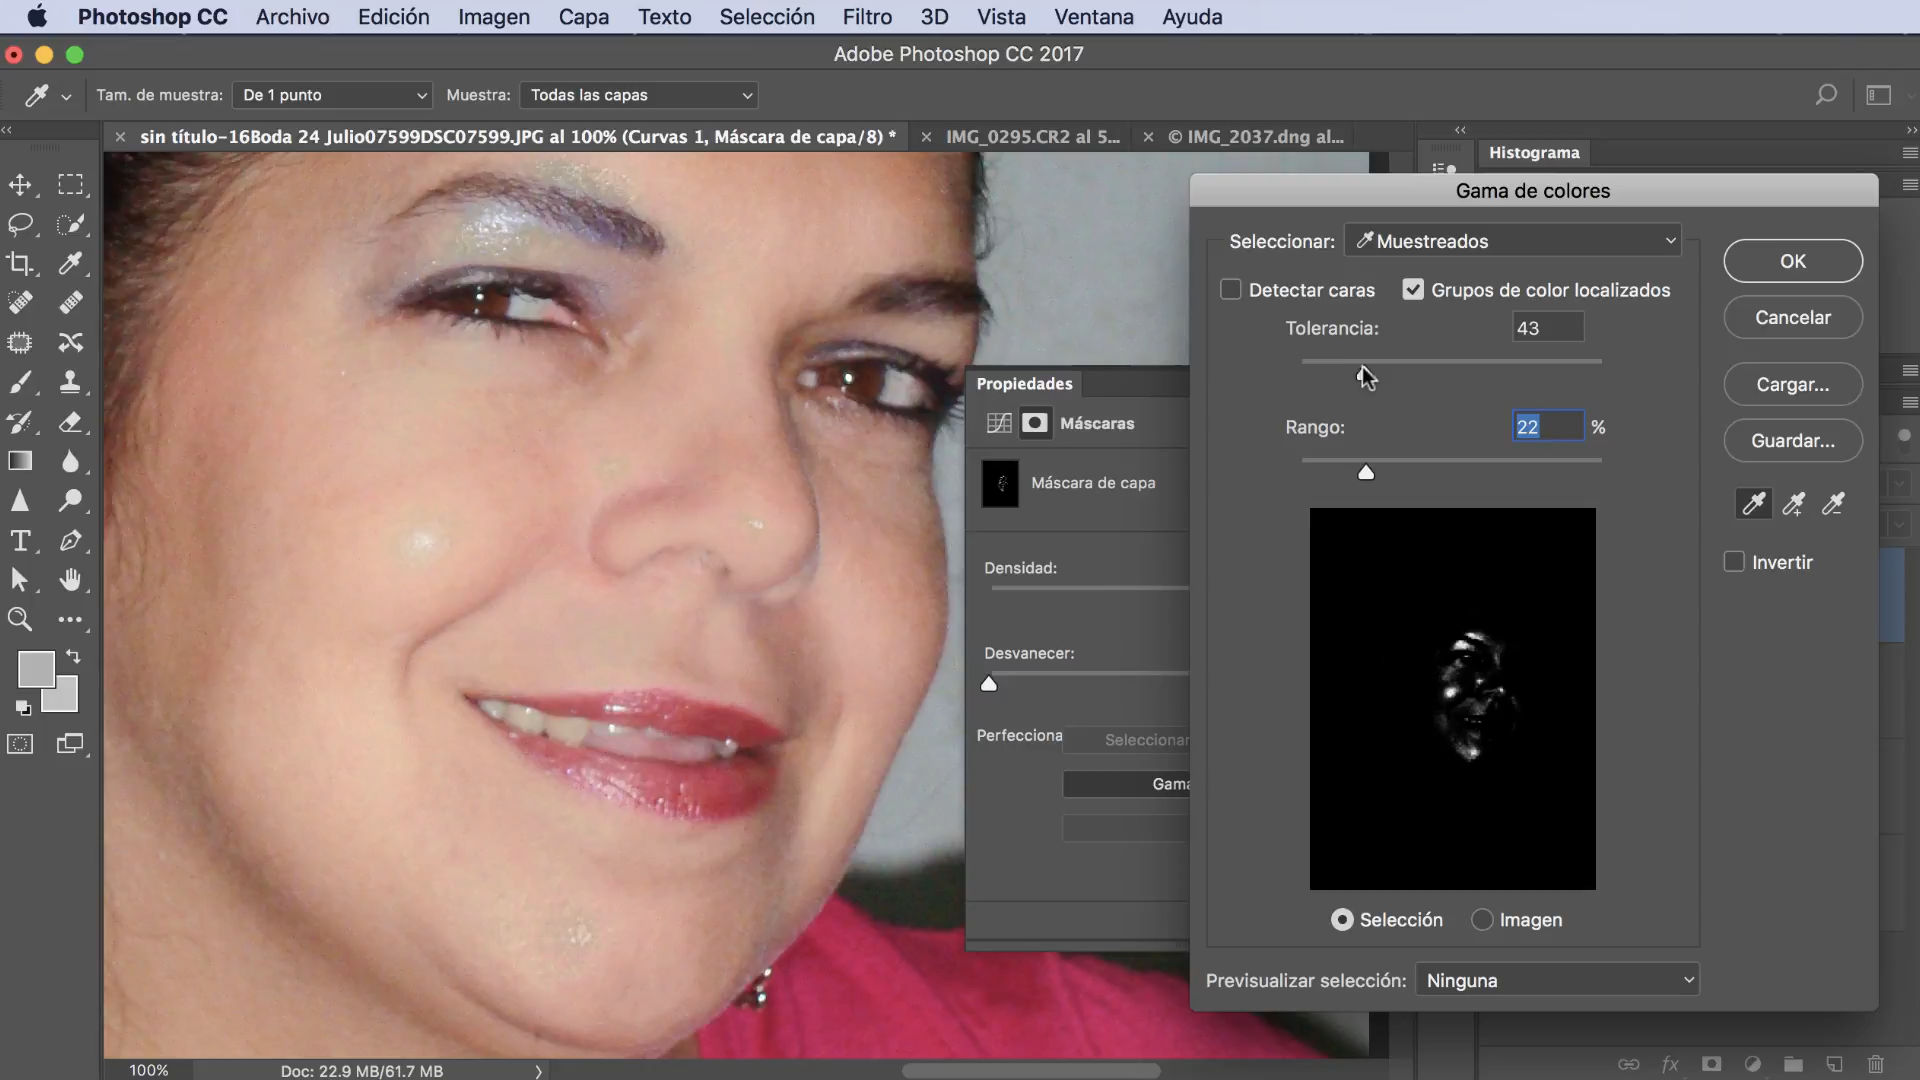 Photoshop CC Archivo Edición Imagen Capa Texto Selección Filtro 3D Vista Ventana Ayuda
Adobe Photoshop CC 2017
Tam. de muestra: De 1 punto Muestra: Todas las capas
sin título-16Boda 24 Julio07599DSC07599.JPG al 100% (Curvas 1, Máscara de capa/8) * IMG_0295.CR2 al 5... © IMG_2037.dng al...
Histograma
Gama de colores
Seleccionar: Muestreados
OK
Detectar caras Grupos de color localizados
Cancelar
Tolerancia: 43
Cargar...
Rango: 22 %
Guardar...
Invertir
Selección Imagen
Previsualizar selección: Ninguna
Propiedades
Máscaras
Máscara de capa
Densidad:
Desvanecer:
Perfecciona Seleccionar
Gama
100% Doc: 22.9 MB/61.7 MB
fx